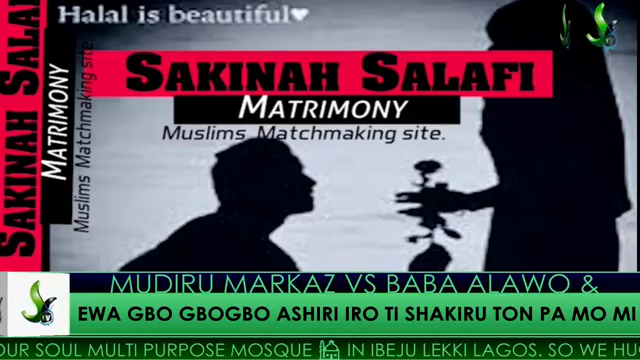 Halal is beautiful♥
SAKINAH SALAFI
MATRIMONY
Muslims Matchmaking site.
SAKINAH SALAFI
MATRIMONY
Muslims Matchmaking site.
MUDIRU MARKAZ VS BABA ALAWO &
EWA GBO GBOGBO ASHIRI IRO TI SHAKIRU TON PA MO MI
OUR SOUL MULTI PURPOSE MOSQUE 🕌 IN IBEJU LEKKI LAGOS. SO WE HU